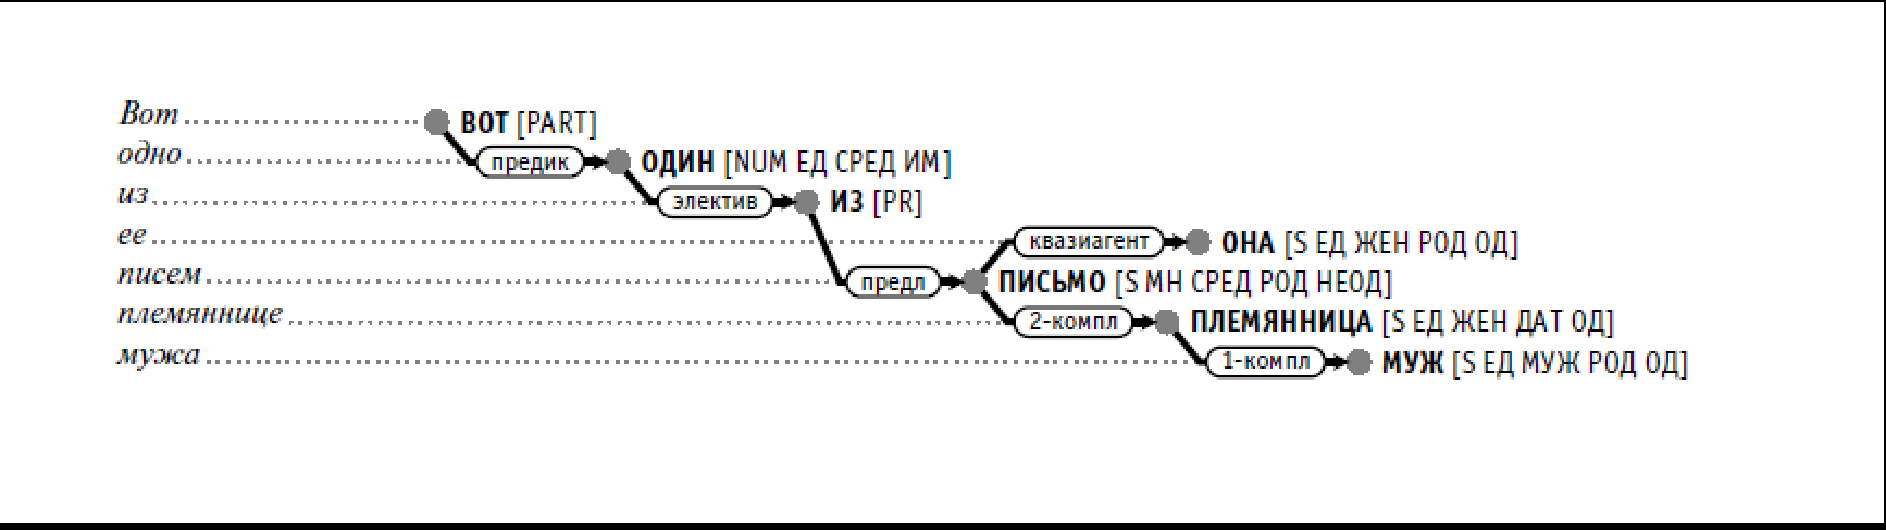 Вот ВОТ [PART]
одно предик ОДИН [NUM ЕД СРЕД ИМ]
из электив ИЗ [PR]
ее квазиагент ОНА [S ЕД ЖЕН РОД ОД]
писем предл ПИСЬМО [S МН СРЕД РОД НЕОД]
племяннице 2-компл ПЛЕМЯННИЦА [S ЕД ЖЕН ДАТ ОД]
мужа 1-компл МУЖ [S ЕД МУЖ РОД ОД]